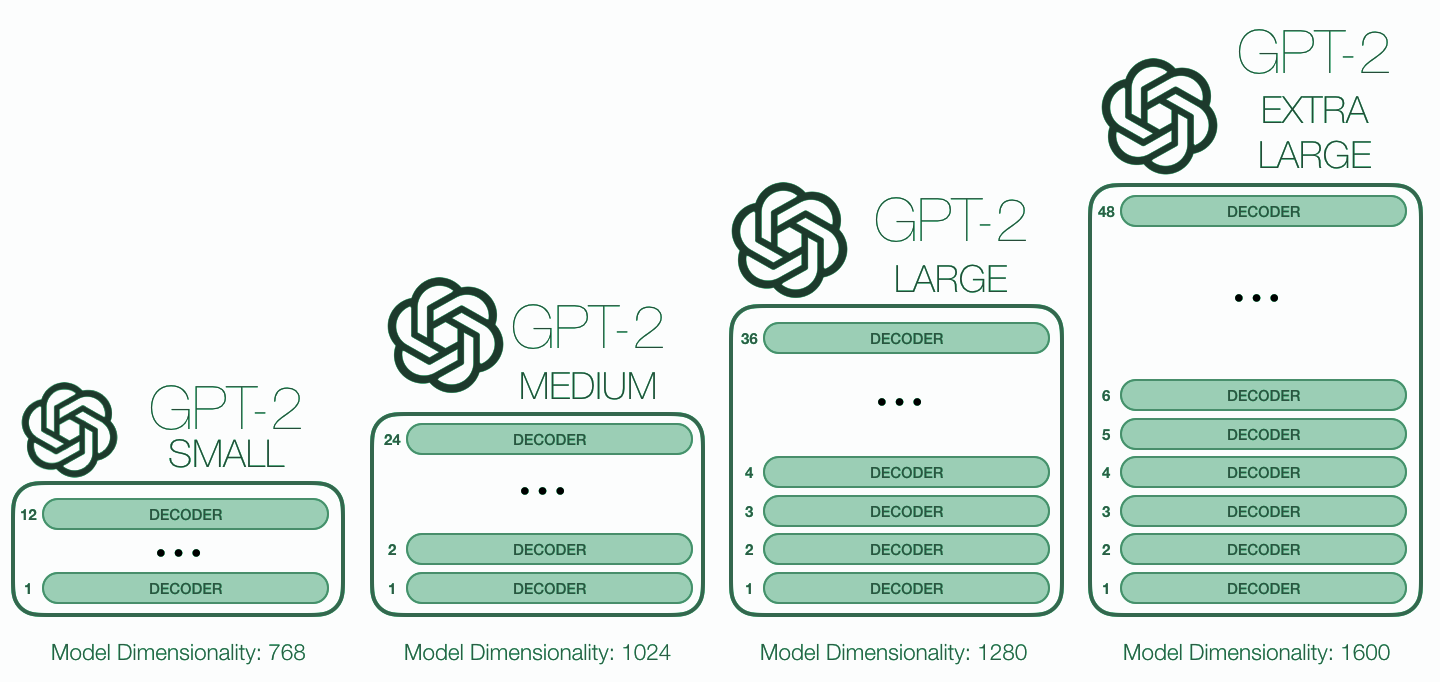 GPT-2
SMALL
12 DECODER
• • •
1 DECODER
Model Dimensionality: 768
GPT-2
MEDIUM
24 DECODER
• • •
2 DECODER
1 DECODER
Model Dimensionality: 1024
GPT-2
LARGE
36 DECODER
• • •
4 DECODER
3 DECODER
2 DECODER
1 DECODER
Model Dimensionality: 1280
GPT-2
EXTRA
LARGE
48 DECODER
• • •
6 DECODER
5 DECODER
4 DECODER
3 DECODER
2 DECODER
1 DECODER
Model Dimensionality: 1600